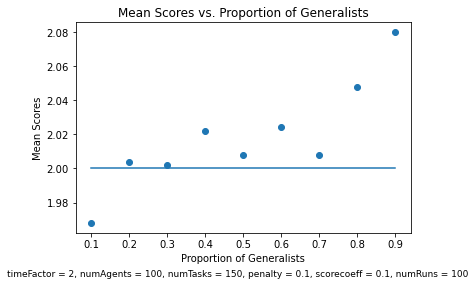 Mean Scores vs. Proportion of Generalists
2.08
2.06
2.04
2.02
2.00
1.98
Mean Scores
0.1 0.2 0.3 0.4 0.5 0.6 0.7 0.8 0.9
Proportion of Generalists
timeFactor = 2, numAgents = 100, numTasks = 150, penalty = 0.1, scorecoeff = 0.1, numRuns = 100